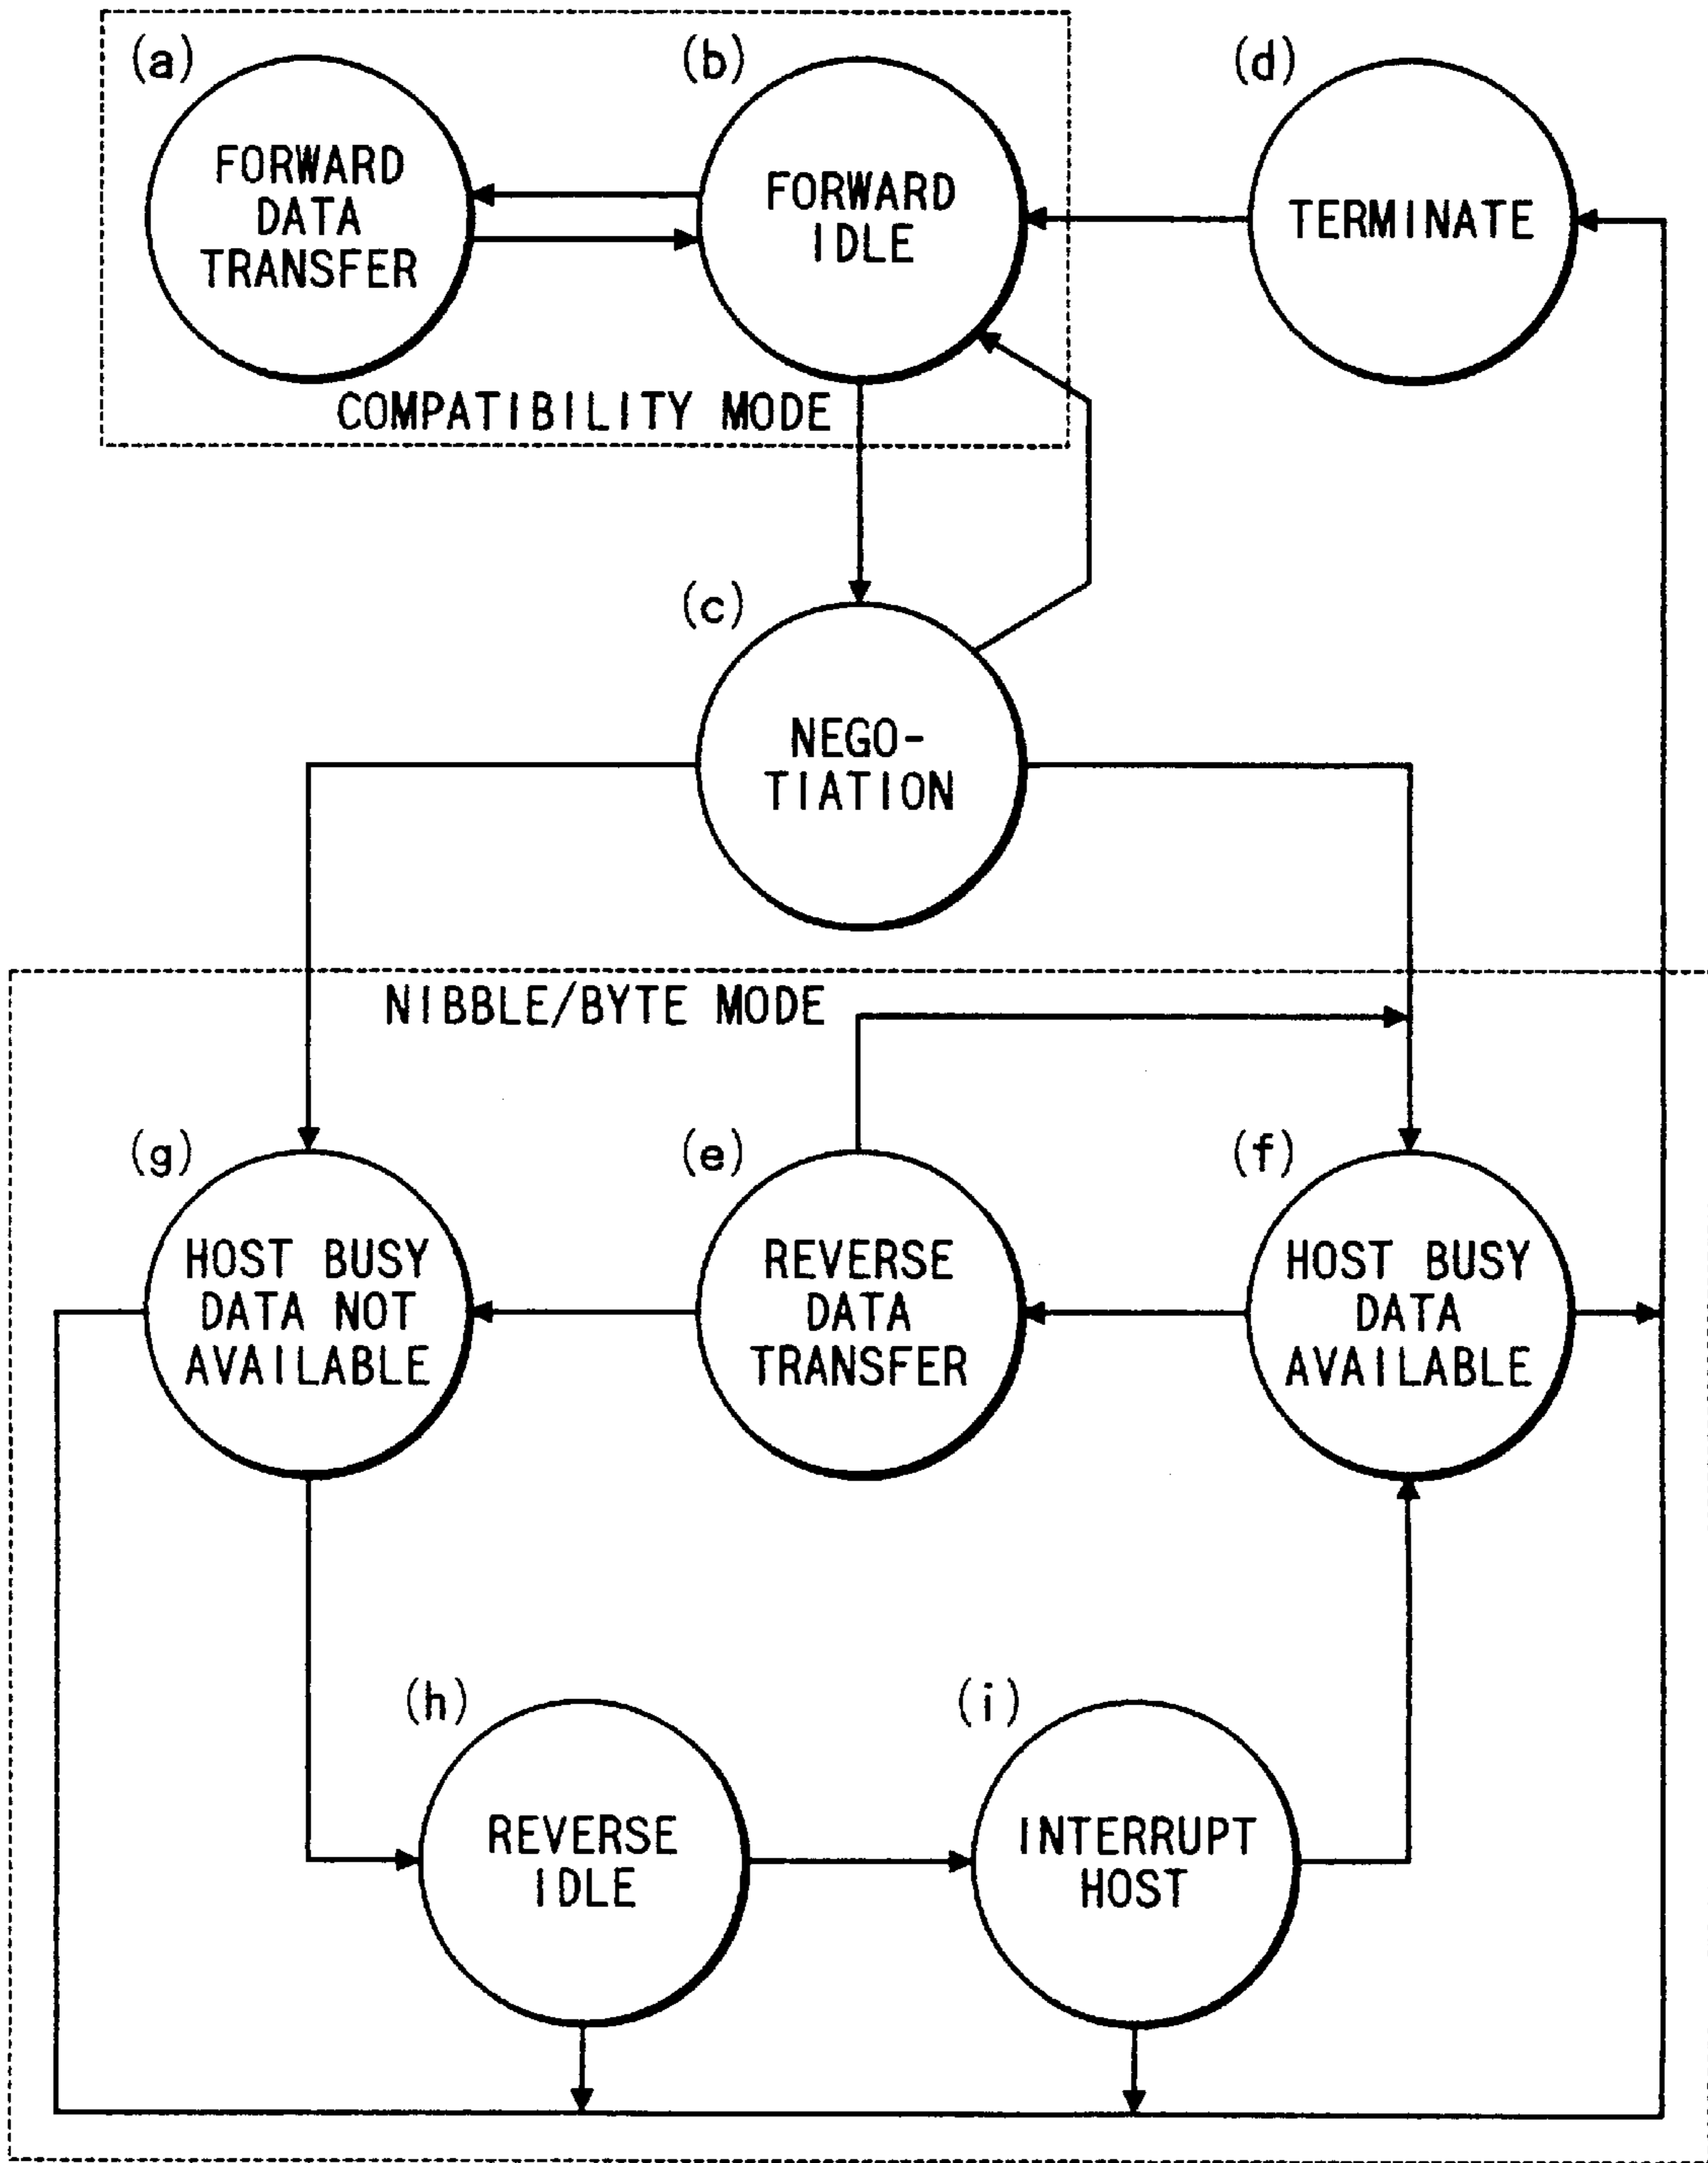 (a)
FORWARD
DATA
TRANSFER
(b)
FORWARD
IDLE
(d)
TERMINATE
COMPATIBILITY MODE
(c)
NEGO-
TIATION
NIBBLE/BYTE MODE
(g)
HOST BUSY
DATA NOT
AVAILABLE
(e)
REVERSE
DATA
TRANSFER
(f)
HOST BUSY
DATA
AVAILABLE
(h)
REVERSE
IDLE
(i)
INTERRUPT
HOST